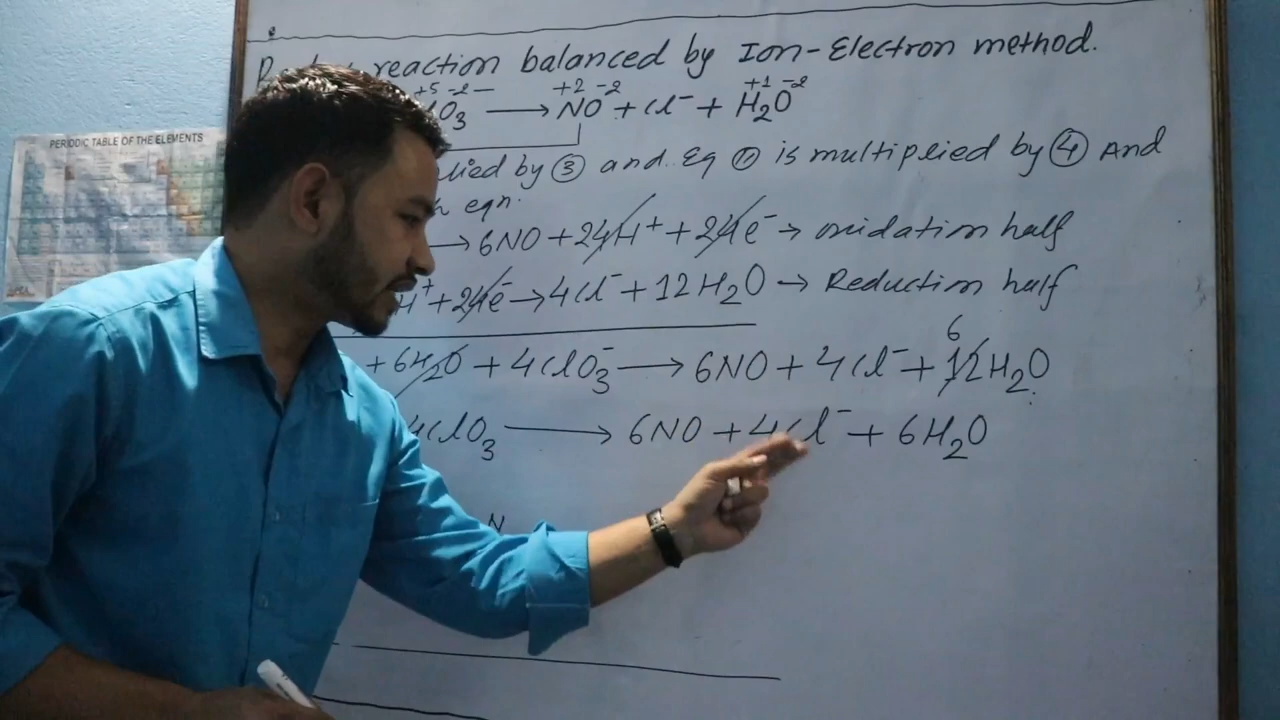 reaction balanced by Ion-Electron method.
+5 -2 +2 -2 +1 -2
O₃ ⟶ NO + Cl⁻ + H₂O
PERIODIC TABLE OF THE ELEMENTS
lied by ③ and Eq ⑪ is multiplied by ④ And
eqn.
→ 6NO + 24H⁺ + 24e⁻ → oxidation half
H⁺ + 24e⁻ → 4Cl⁻ + 12H₂O → Reduction half
6
+ 6H₂O + 4ClO₃⁻ ⟶ 6NO + 4Cl⁻ + 12H₂O
4ClO₃ ⟶ 6NO + 4Cl⁻ + 6H₂O
N